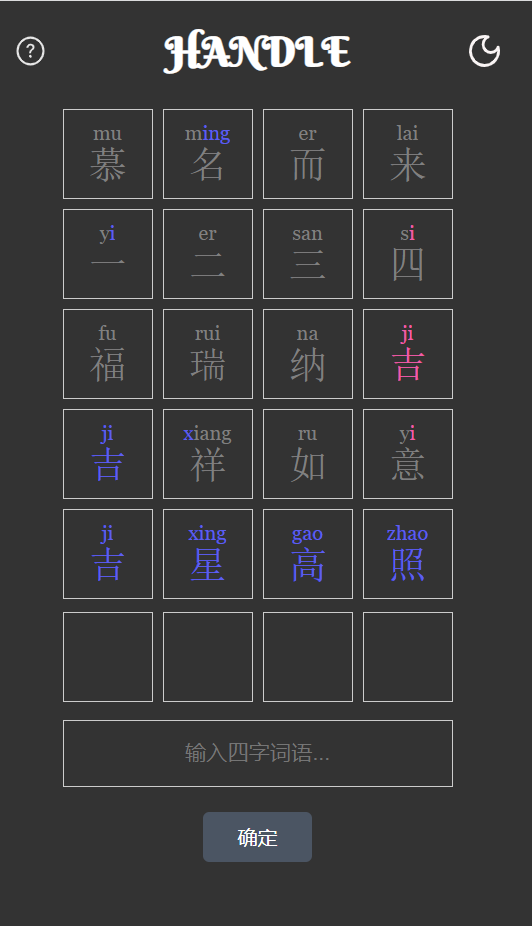 HANDLE
mu ming er lai
慕 名 而 来
yi er san si
一 二 三 四
fu rui na ji
福 瑞 纳 吉
ji xiang ru yi
吉 祥 如 意
ji xing gao zhao
吉 星 高 照
输入四字词语...
确定